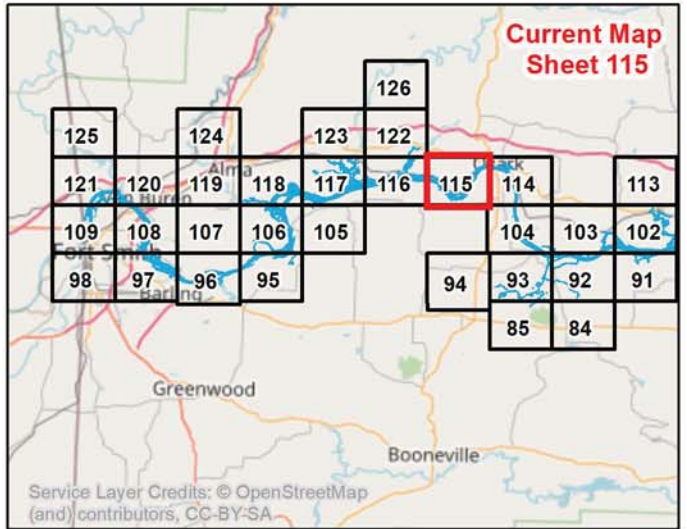 Current Map
Sheet 115
126
125 124 123 122
Alma Ozark
121 120 119 118 117 116 115 114 113
Van Buren
109 108 107 106 105 104 103 102
Fort Smith
98 97 96 95 94 93 92 91
Barling
85 84
Greenwood
Booneville
Service Layer Credits: © OpenStreetMap
(and) contributors, CC-BY-SA